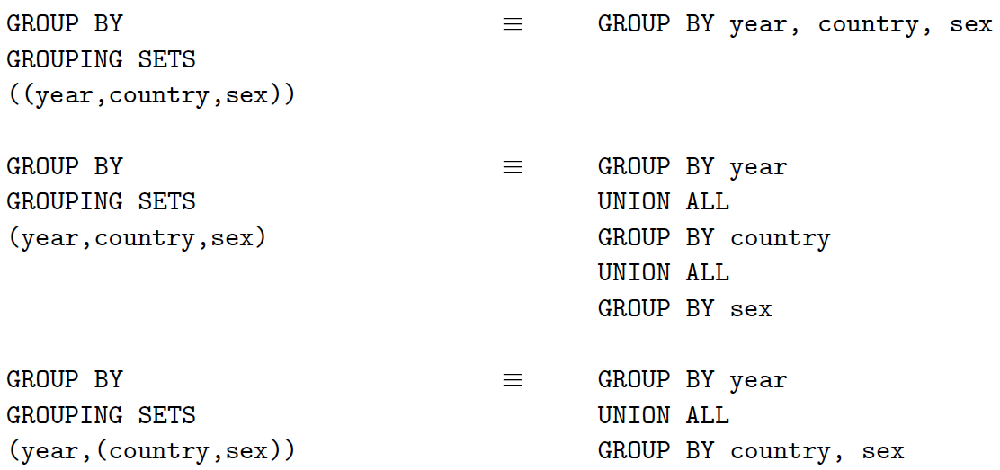 GROUP BY ≡ GROUP BY year, country, sex
GROUPING SETS
((year,country,sex))
GROUP BY ≡ GROUP BY year
GROUPING SETS UNION ALL
(year,country,sex) GROUP BY country
UNION ALL
GROUP BY sex
GROUP BY ≡ GROUP BY year
GROUPING SETS UNION ALL
(year,(country,sex)) GROUP BY country, sex